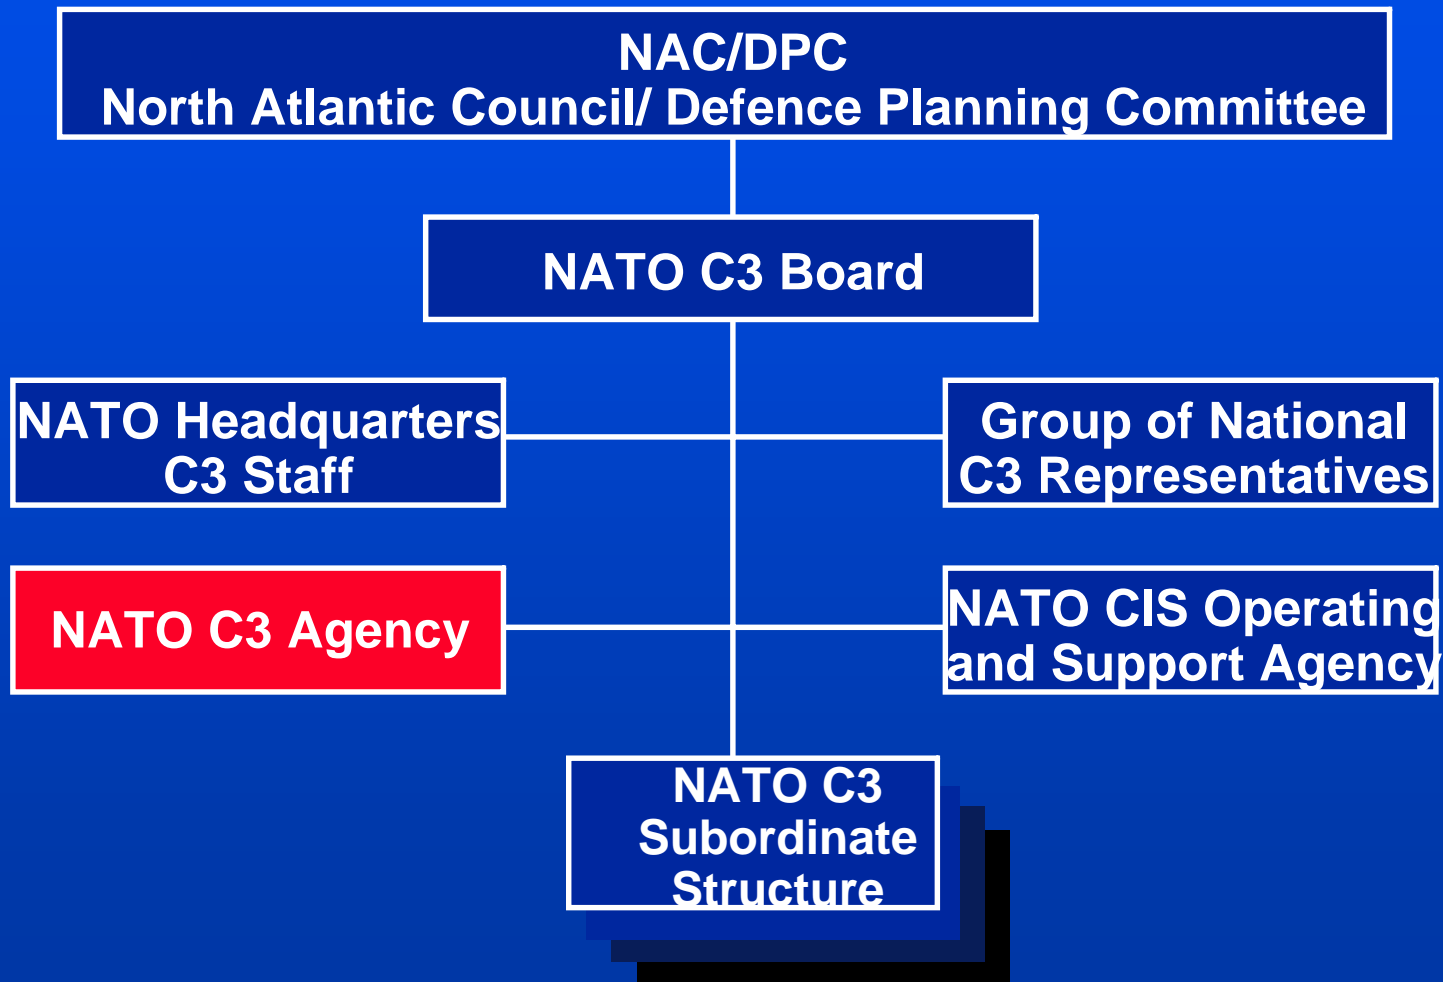 NAC/DPC
North Atlantic Council/ Defence Planning Committee
NATO C3 Board
NATO Headquarters
C3 Staff
Group of National
C3 Representatives
NATO C3 Agency
NATO CIS Operating
and Support Agency
NATO C3
Subordinate
Structure